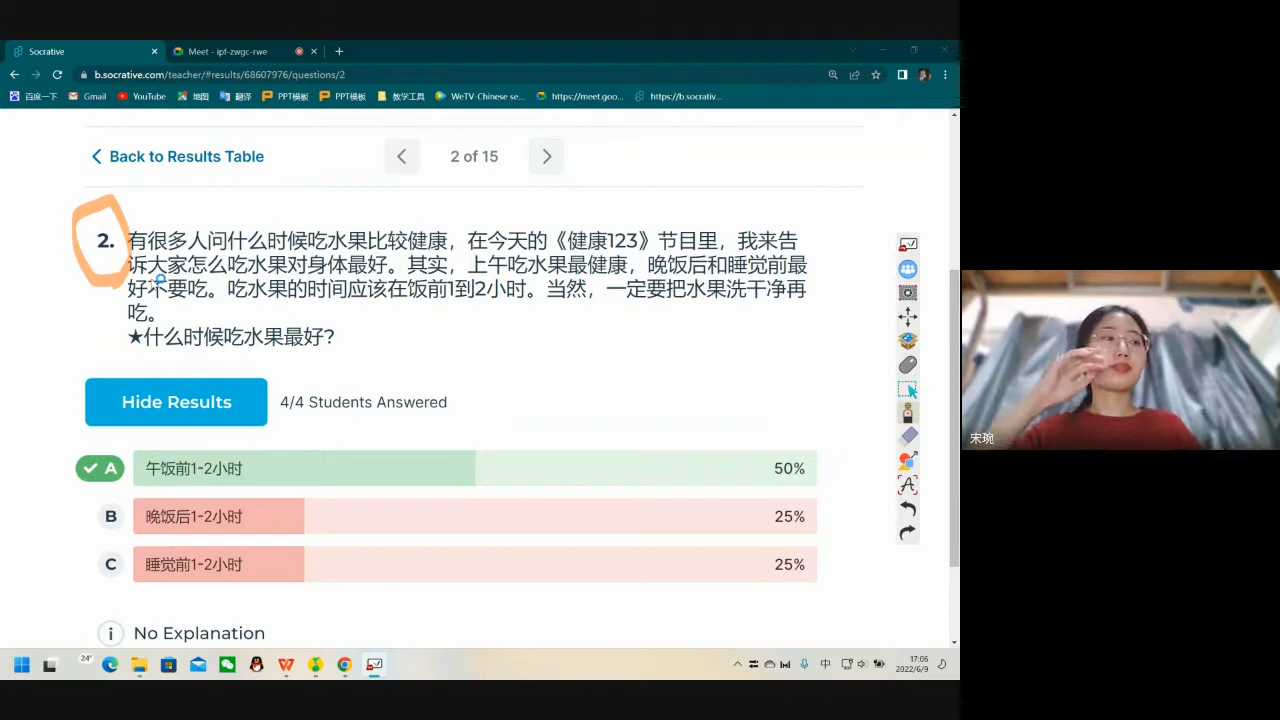 Socrative
Meet - ipf-zwgc-rwe
b.socrative.com/teacher/#results/68607976/questions/2
百度一下 Gmail YouTube 地图 翻译 PPT模板 PPT模板 教学工具 WeTV-Chinese se... https://meet.goo... https://b.socrativ...
Back to Results Table
2 of 15
2. 有很多人问什么时候吃水果比较健康，在今天的《健康123》节目里，我来告
诉大家怎么吃水果对身体最好。其实，上午吃水果最健康，晚饭后和睡觉前最
好不要吃。吃水果的时间应该在饭前1到2小时。当然，一定要把水果洗干净再
吃。
★什么时候吃水果最好？
Hide Results 4/4 Students Answered
A 午饭前1-2小时 50%
B 晚饭后1-2小时 25%
C 睡觉前1-2小时 25%
No Explanation
宋琬
24°
中
17:06
2022/6/9